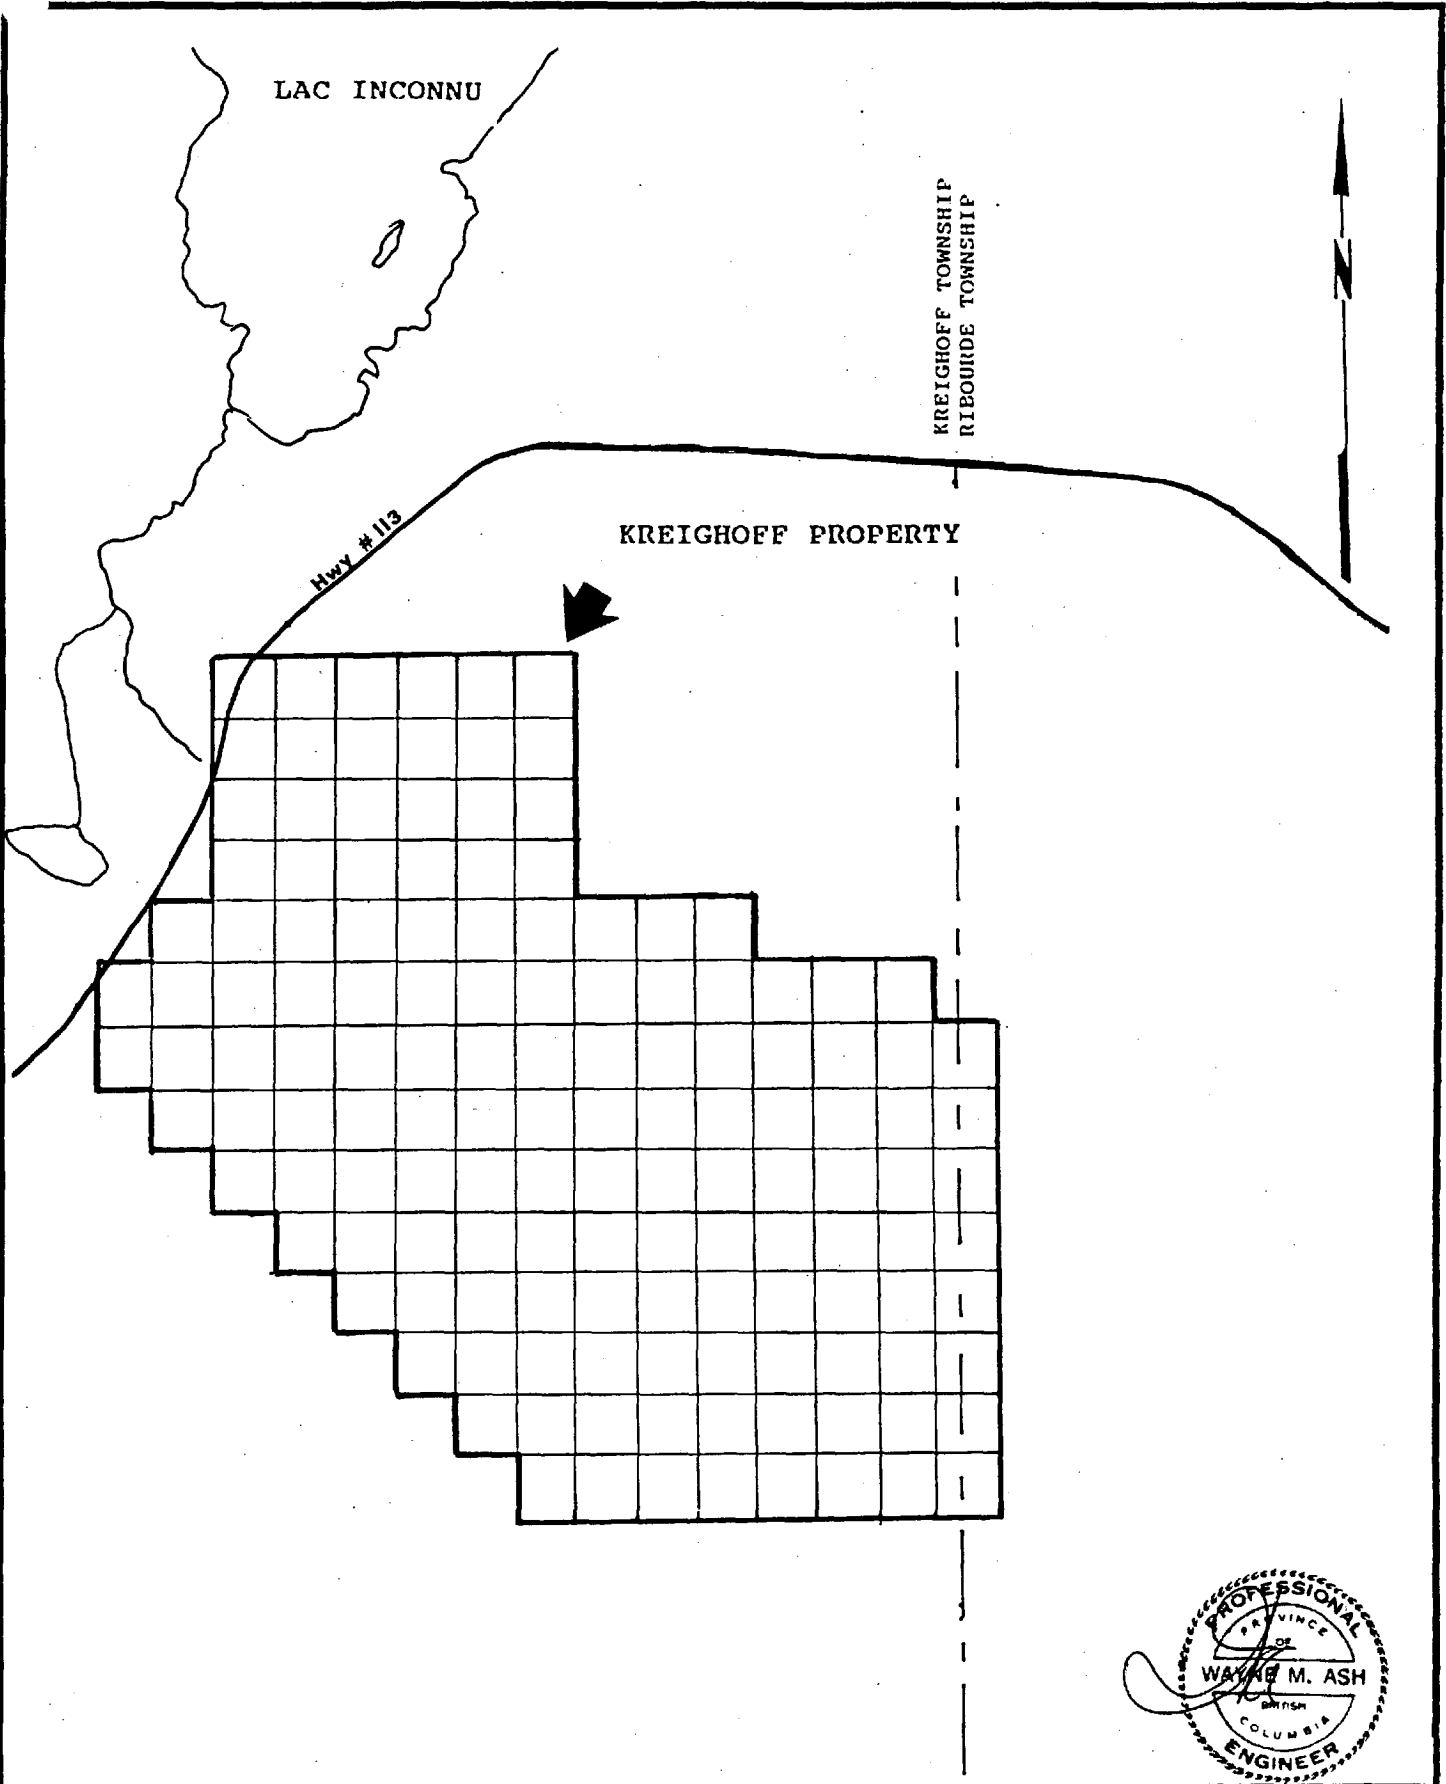 LAC INCONNU
KREIGHOFF TOWNSHIP
RIBOURDE TOWNSHIP
N
Hwy #113
KREIGHOFF PROPERTY
PROFESSIONAL
PROVINCE
OF
WAYNE M. ASH
BRITISH
COLUMBIA
ENGINEER